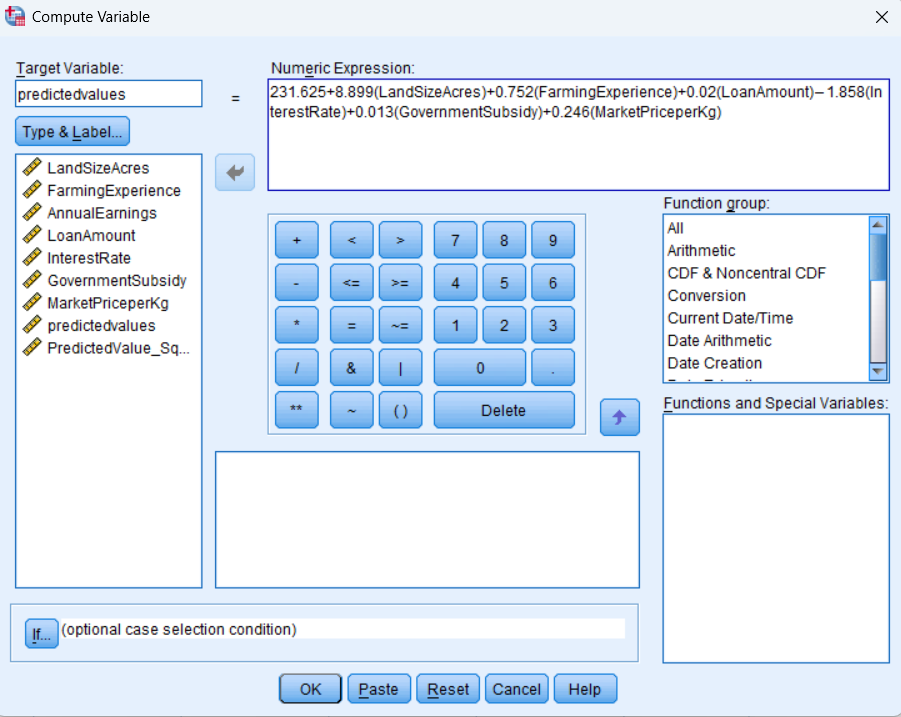 Compute Variable
Target Variable:
predictedvalues
=
Numeric Expression:
231.625+8.899(LandSizeAcres)+0.752(FarmingExperience)+0.02(LoanAmount)– 1.858(In
terestRate)+0.013(GovernmentSubsidy)+0.246(MarketPriceperKg)
Type & Label...
LandSizeAcres
FarmingExperience
AnnualEarnings
LoanAmount
InterestRate
GovernmentSubsidy
MarketPriceperKg
predictedvalues
PredictedValue_Sq...
+ < > 7 8 9
- <= >= 4 5 6
* = ~= 1 2 3
/ & | 0 .
** ~ ( ) Delete
Function group:
All
Arithmetic
CDF & Noncentral CDF
Conversion
Current Date/Time
Date Arithmetic
Date Creation
Functions and Special Variables:
If... (optional case selection condition)
OK Paste Reset Cancel Help